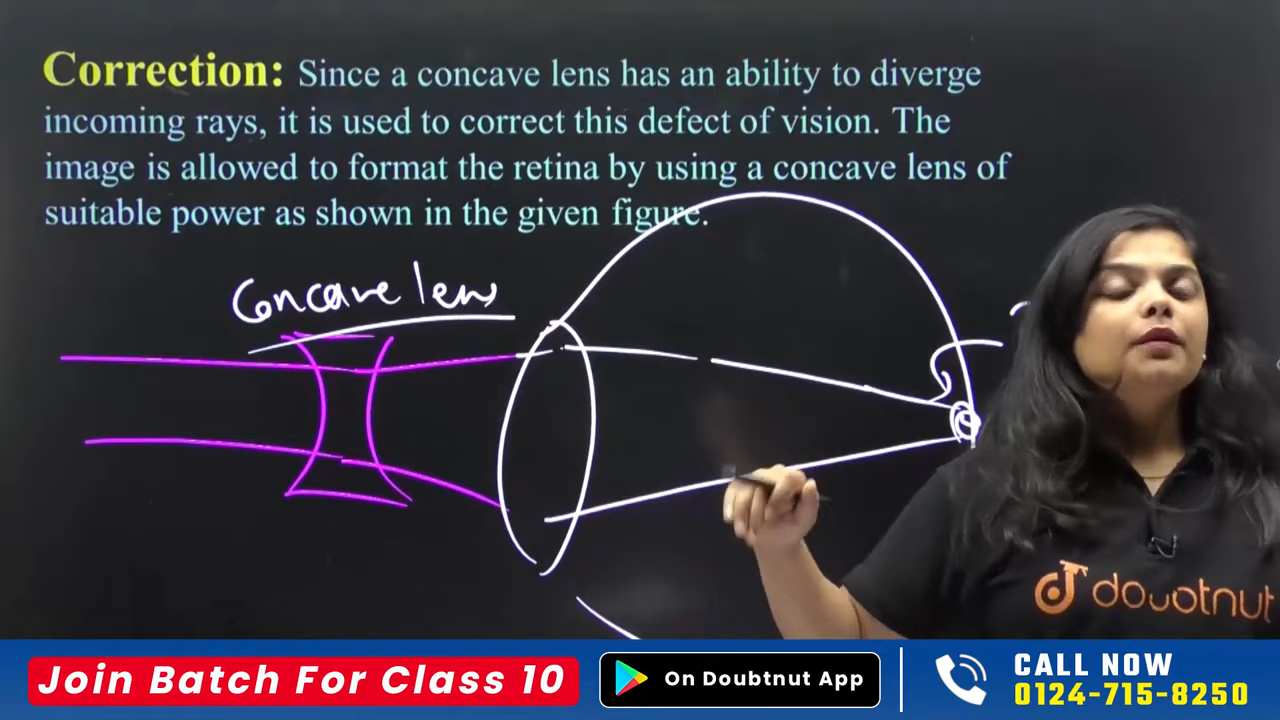 Correction: Since a concave lens has an ability to diverge
incoming rays, it is used to correct this defect of vision. The
image is allowed to format the retina by using a concave lens of
suitable power as shown in the given figure.
Concave lens
doubtnut
Join Batch For Class 10
On Doubtnut App
CALL NOW
0124-715-8250